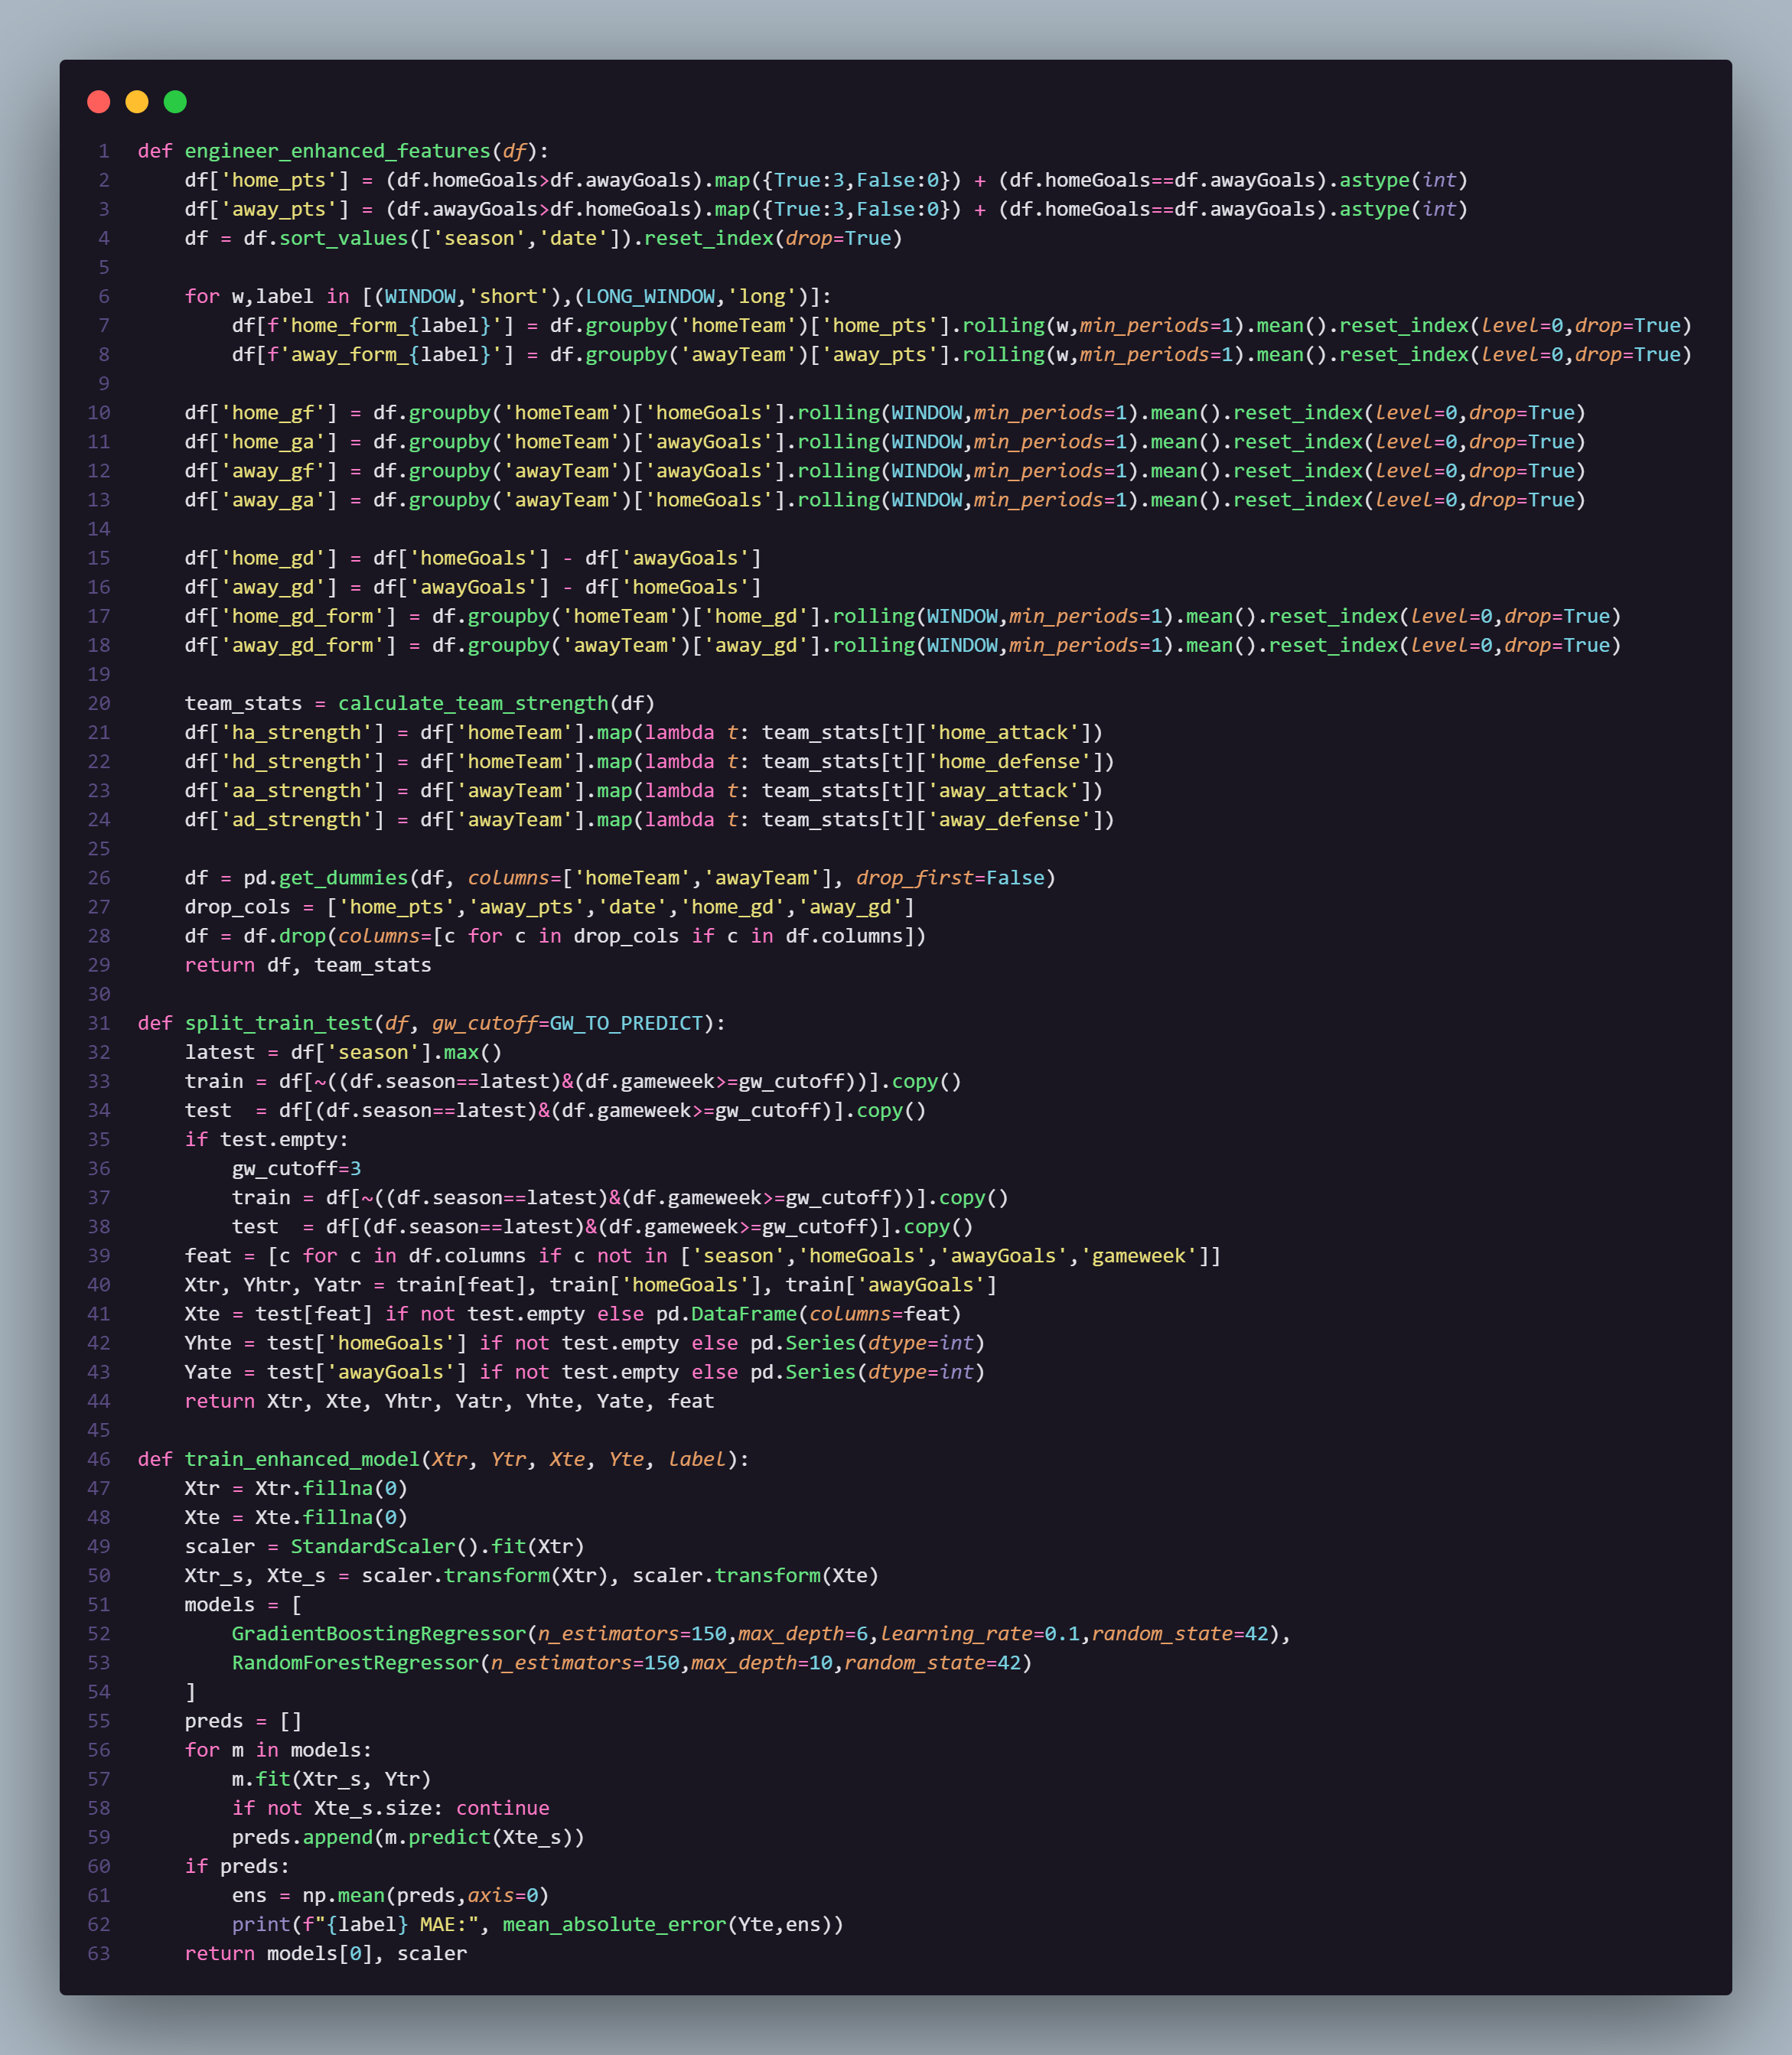 1 def engineer_enhanced_features(df):
2     df['home_pts'] = (df.homeGoals>df.awayGoals).map({True:3,False:0}) + (df.homeGoals==df.awayGoals).astype(int)
3     df['away_pts'] = (df.awayGoals>df.homeGoals).map({True:3,False:0}) + (df.homeGoals==df.awayGoals).astype(int)
4     df = df.sort_values(['season','date']).reset_index(drop=True)
5
6     for w,label in [(WINDOW,'short'),(LONG_WINDOW,'long')]:
7         df[f'home_form_{label}'] = df.groupby('homeTeam')['home_pts'].rolling(w,min_periods=1).mean().reset_index(level=0,drop=True)
8         df[f'away_form_{label}'] = df.groupby('awayTeam')['away_pts'].rolling(w,min_periods=1).mean().reset_index(level=0,drop=True)
9
10     df['home_gf'] = df.groupby('homeTeam')['homeGoals'].rolling(WINDOW,min_periods=1).mean().reset_index(level=0,drop=True)
11     df['home_ga'] = df.groupby('homeTeam')['awayGoals'].rolling(WINDOW,min_periods=1).mean().reset_index(level=0,drop=True)
12     df['away_gf'] = df.groupby('awayTeam')['awayGoals'].rolling(WINDOW,min_periods=1).mean().reset_index(level=0,drop=True)
13     df['away_ga'] = df.groupby('awayTeam')['homeGoals'].rolling(WINDOW,min_periods=1).mean().reset_index(level=0,drop=True)
14
15     df['home_gd'] = df['homeGoals'] - df['awayGoals']
16     df['away_gd'] = df['awayGoals'] - df['homeGoals']
17     df['home_gd_form'] = df.groupby('homeTeam')['home_gd'].rolling(WINDOW,min_periods=1).mean().reset_index(level=0,drop=True)
18     df['away_gd_form'] = df.groupby('awayTeam')['away_gd'].rolling(WINDOW,min_periods=1).mean().reset_index(level=0,drop=True)
19
20     team_stats = calculate_team_strength(df)
21     df['ha_strength'] = df['homeTeam'].map(lambda t: team_stats[t]['home_attack'])
22     df['hd_strength'] = df['homeTeam'].map(lambda t: team_stats[t]['home_defense'])
23     df['aa_strength'] = df['awayTeam'].map(lambda t: team_stats[t]['away_attack'])
24     df['ad_strength'] = df['awayTeam'].map(lambda t: team_stats[t]['away_defense'])
25
26     df = pd.get_dummies(df, columns=['homeTeam','awayTeam'], drop_first=False)
27     drop_cols = ['home_pts','away_pts','date','home_gd','away_gd']
28     df = df.drop(columns=[c for c in drop_cols if c in df.columns])
29     return df, team_stats
30
31 def split_train_test(df, gw_cutoff=GW_TO_PREDICT):
32     latest = df['season'].max()
33     train = df[~((df.season==latest)&(df.gameweek>=gw_cutoff))].copy()
34     test  = df[(df.season==latest)&(df.gameweek>=gw_cutoff)].copy()
35     if test.empty:
36         gw_cutoff=3
37         train = df[~((df.season==latest)&(df.gameweek>=gw_cutoff))].copy()
38         test  = df[(df.season==latest)&(df.gameweek>=gw_cutoff)].copy()
39     feat = [c for c in df.columns if c not in ['season','homeGoals','awayGoals','gameweek']]
40     Xtr, Yhtr, Yatr = train[feat], train['homeGoals'], train['awayGoals']
41     Xte = test[feat] if not test.empty else pd.DataFrame(columns=feat)
42     Yhte = test['homeGoals'] if not test.empty else pd.Series(dtype=int)
43     Yate = test['awayGoals'] if not test.empty else pd.Series(dtype=int)
44     return Xtr, Xte, Yhtr, Yatr, Yhte, Yate, feat
45
46 def train_enhanced_model(Xtr, Ytr, Xte, Yte, label):
47     Xtr = Xtr.fillna(0)
48     Xte = Xte.fillna(0)
49     scaler = StandardScaler().fit(Xtr)
50     Xtr_s, Xte_s = scaler.transform(Xtr), scaler.transform(Xte)
51     models = [
52         GradientBoostingRegressor(n_estimators=150,max_depth=6,learning_rate=0.1,random_state=42),
53         RandomForestRegressor(n_estimators=150,max_depth=10,random_state=42)
54     ]
55     preds = []
56     for m in models:
57         m.fit(Xtr_s, Ytr)
58         if not Xte_s.size: continue
59         preds.append(m.predict(Xte_s))
60     if preds:
61         ens = np.mean(preds,axis=0)
62         print(f"{label} MAE:", mean_absolute_error(Yte,ens))
63     return models[0], scaler